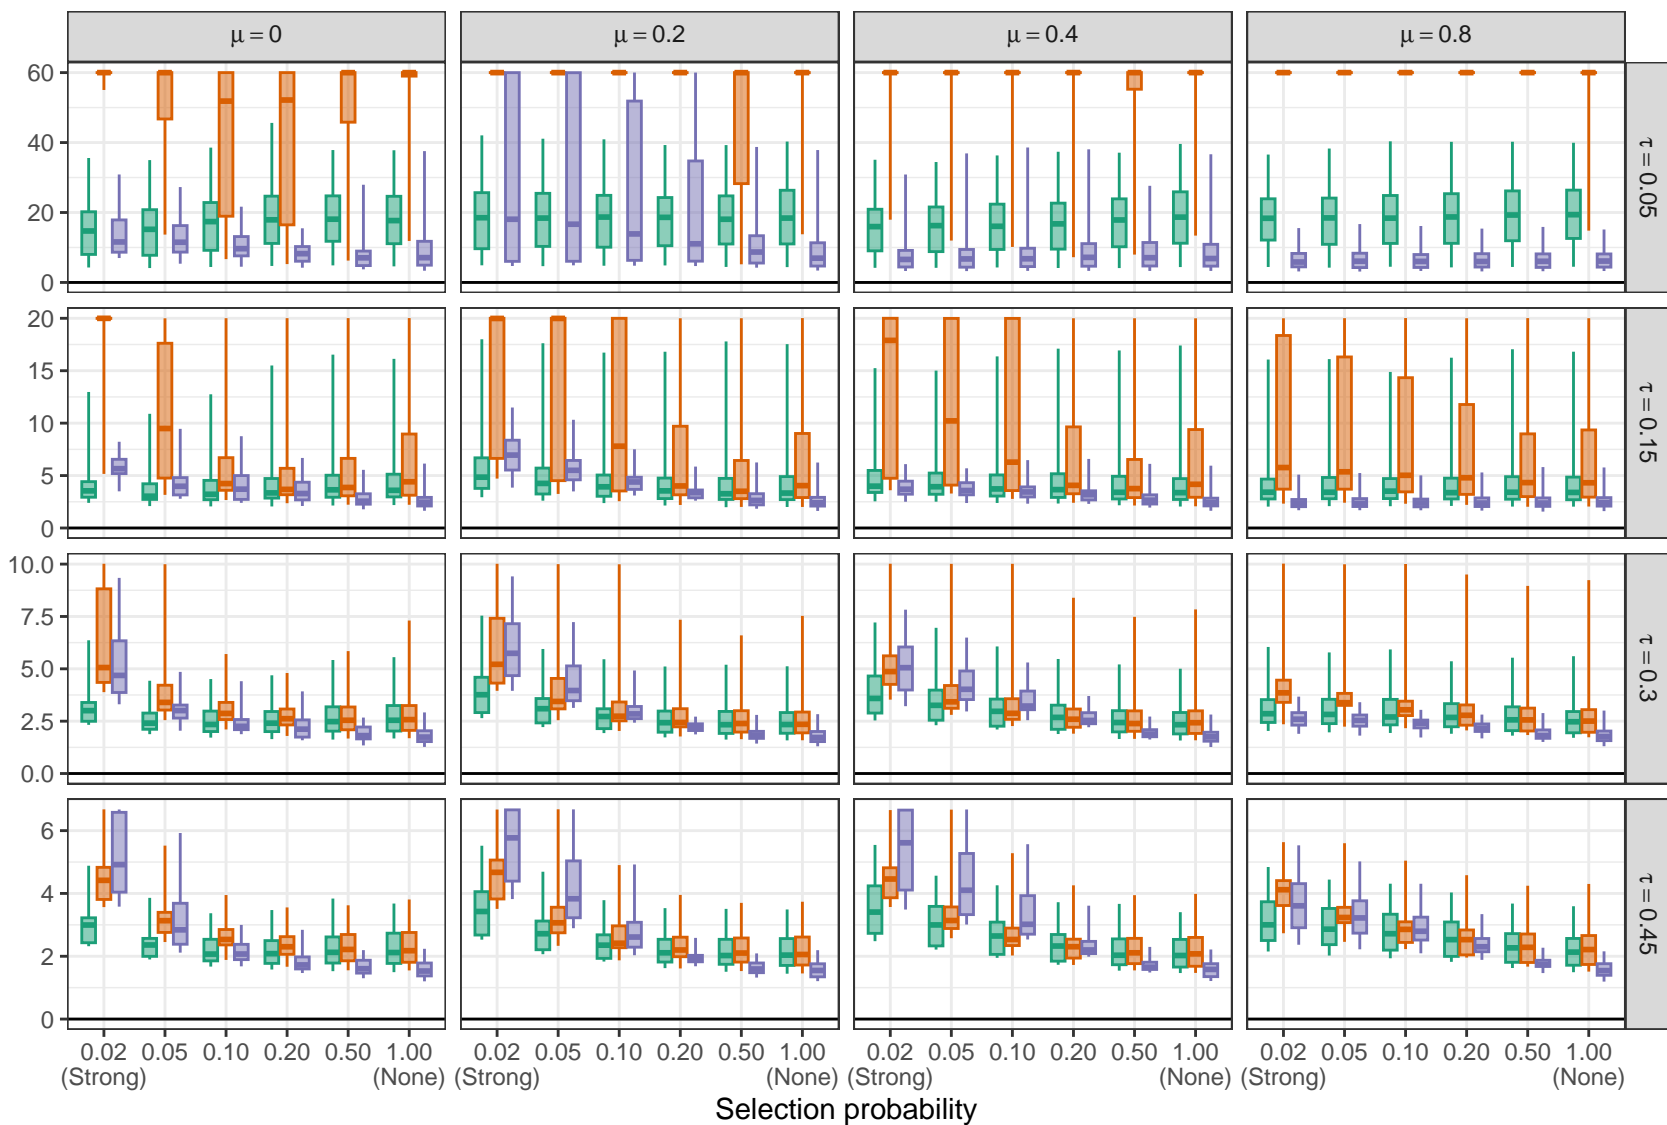 μ = 0 μ = 0.2 μ = 0.4 μ = 0.8
60
40
20
0
τ = 0.05
20
15
10
5
0
τ = 0.15
10.0
7.5
5.0
2.5
0.0
τ = 0.3
6
4
2
0
τ = 0.45
0.02 0.05 0.10 0.20 0.50 1.00 0.02 0.05 0.10 0.20 0.50 1.00 0.02 0.05 0.10 0.20 0.50 1.00 0.02 0.05 0.10 0.20 0.50 1.00
(Strong) (None) (Strong) (None) (Strong) (None) (Strong) (None)
Selection probability